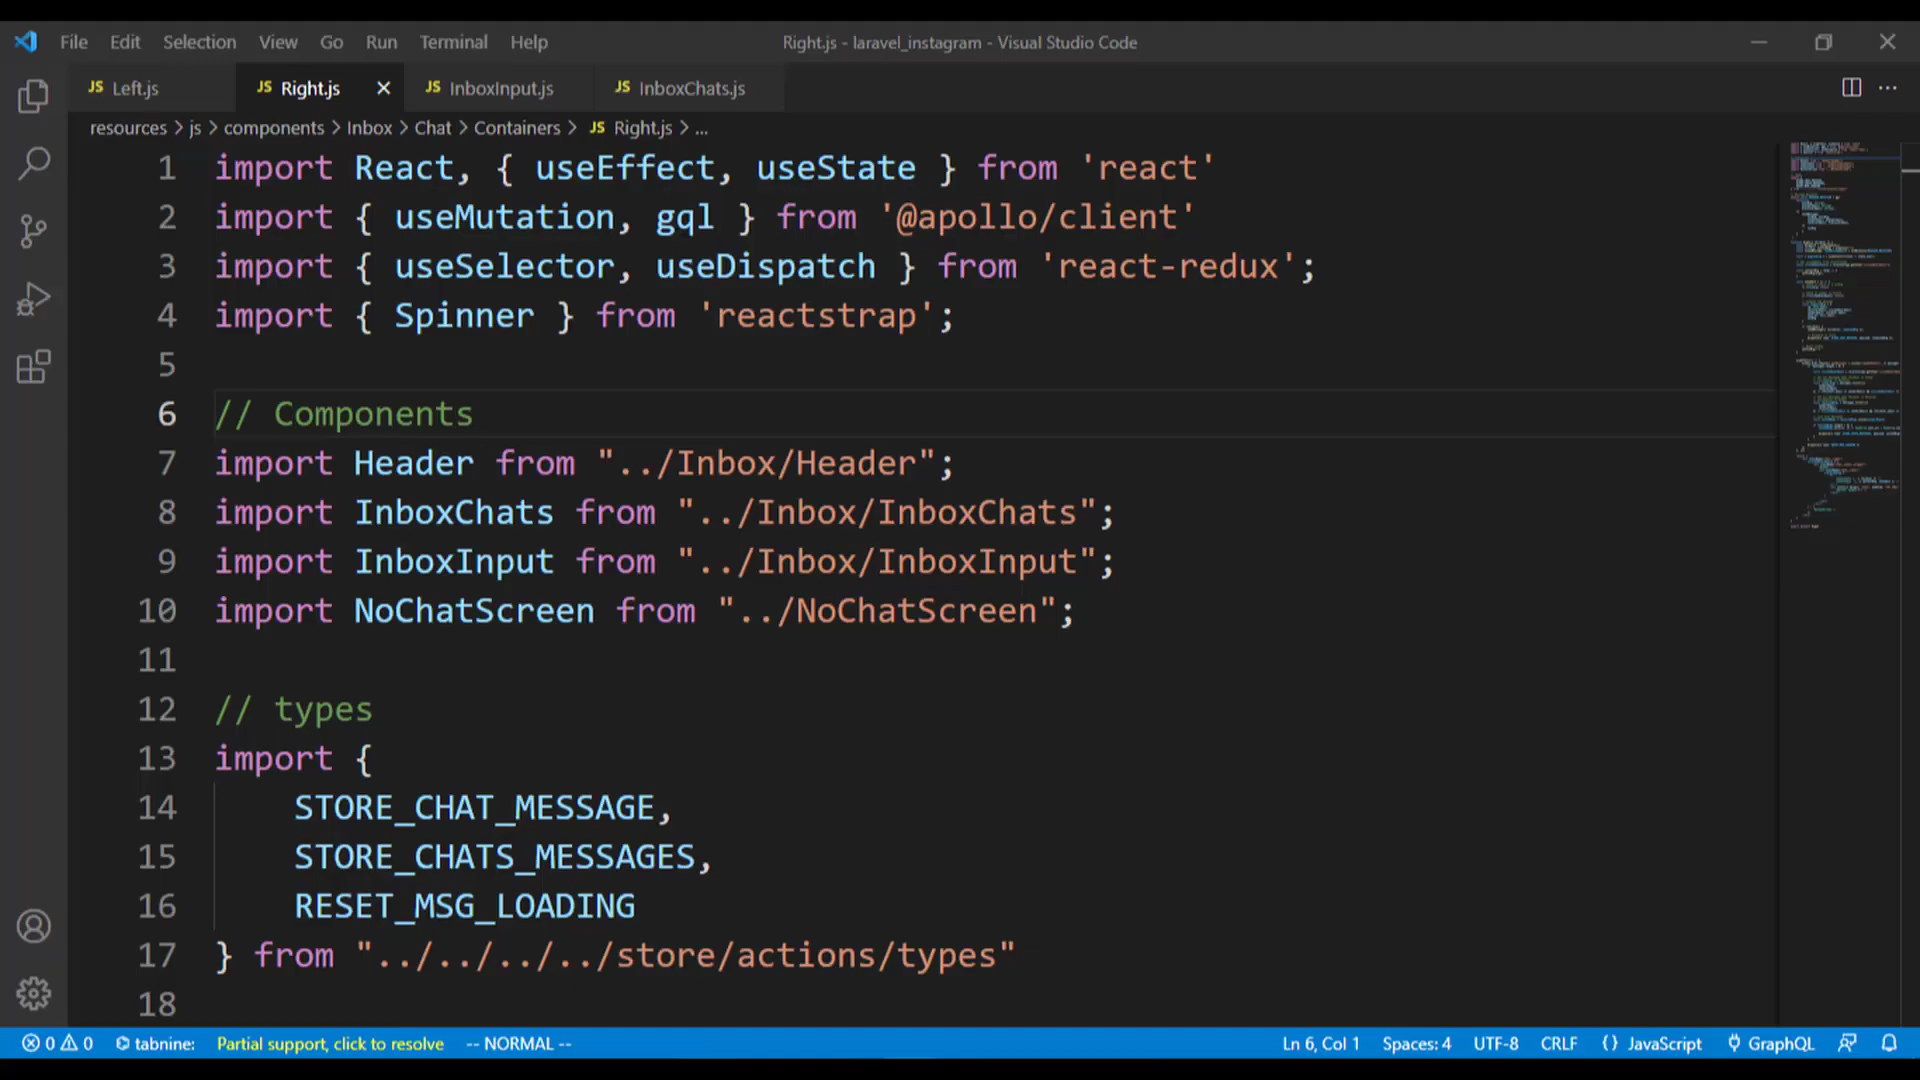 File Edit Selection View Go Run Terminal Help Right.js - laravel_instagram - Visual Studio Code
JS Left.js JS Right.js JS InboxInput.js JS InboxChats.js
resources > js > components > Inbox > Chat > Containers > JS Right.js > ...
1 import React, { useEffect, useState } from 'react'
2 import { useMutation, gql } from '@apollo/client'
3 import { useSelector, useDispatch } from 'react-redux';
4 import { Spinner } from 'reactstrap';
5
6 // Components
7 import Header from "../Inbox/Header";
8 import InboxChats from "../Inbox/InboxChats";
9 import InboxInput from "../Inbox/InboxInput";
10 import NoChatScreen from "../NoChatScreen";
11
12 // types
13 import {
14 STORE_CHAT_MESSAGE,
15 STORE_CHATS_MESSAGES,
16 RESET_MSG_LOADING
17 } from "../../../../store/actions/types"
18
0 0 tabnine: Partial support, click to resolve -- NORMAL -- Ln 6, Col 1 Spaces: 4 UTF-8 CRLF {} JavaScript GraphQL